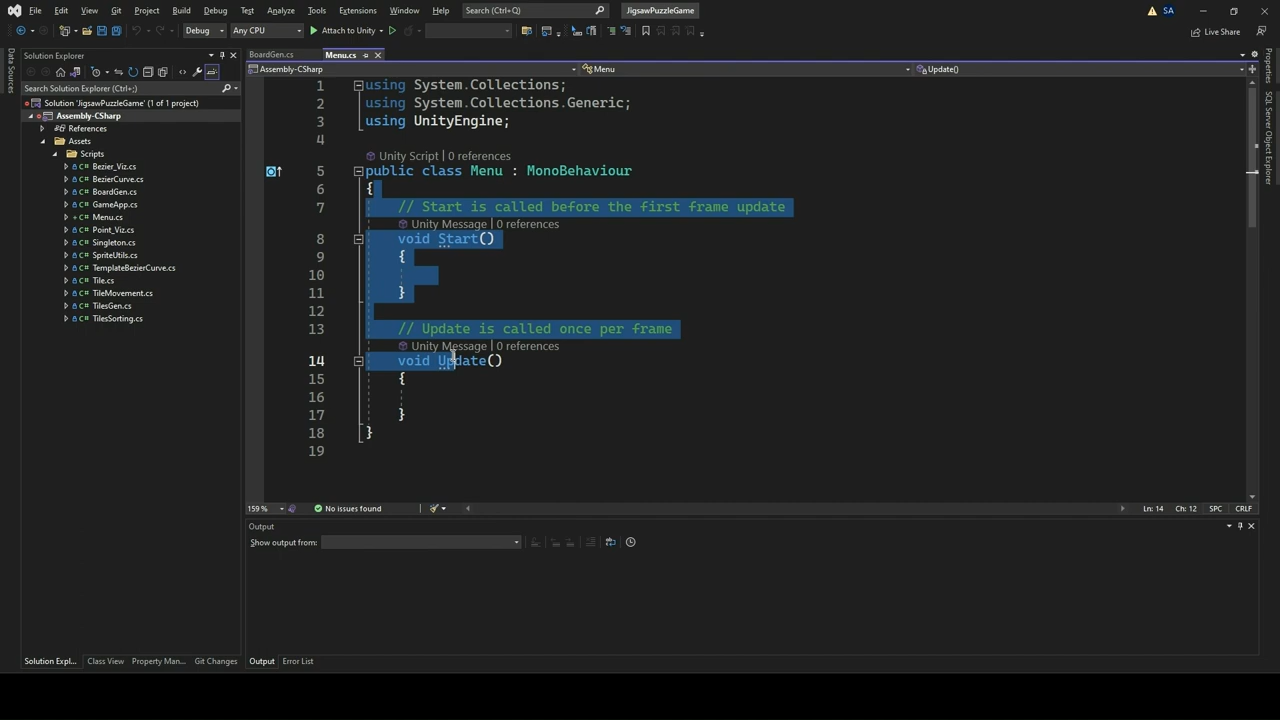 File Edit View Git Project Build Debug Test Analyze Tools Extensions Window Help Search (Ctrl+Q) JigsawPuzzleGame SA
Debug Any CPU Attach to Unity Live Share
Data Sources
Solution Explorer
Search Solution Explorer (Ctrl+;)
Solution 'JigsawPuzzleGame' (1 of 1 project)
Assembly-CSharp
References
Assets
Scripts
Bezier_Viz.cs
BezierCurve.cs
BoardGen.cs
GameApp.cs
Menu.cs
Point_Viz.cs
Singleton.cs
SpriteUtils.cs
TemplateBezierCurve.cs
Tile.cs
TileMovement.cs
TilesGen.cs
TilesSorting.cs
Solution Expl... Class View Property Man... Git Changes
BoardGen.cs Menu.cs
Assembly-CSharp Menu Update()
1 using System.Collections;
2 using System.Collections.Generic;
3 using UnityEngine;
4
Unity Script | 0 references
5 public class Menu : MonoBehaviour
6 {
7 // Start is called before the first frame update
Unity Message | 0 references
8 void Start()
9 {
10
11 }
12
13 // Update is called once per frame
Unity Message | 0 references
14 void Update()
15 {
16
17 }
18 }
19
159 % No issues found Ln: 14 Ch: 12 SPC CRLF
Output
Show output from:
Output Error List
Properties
SQL Server Object Explorer